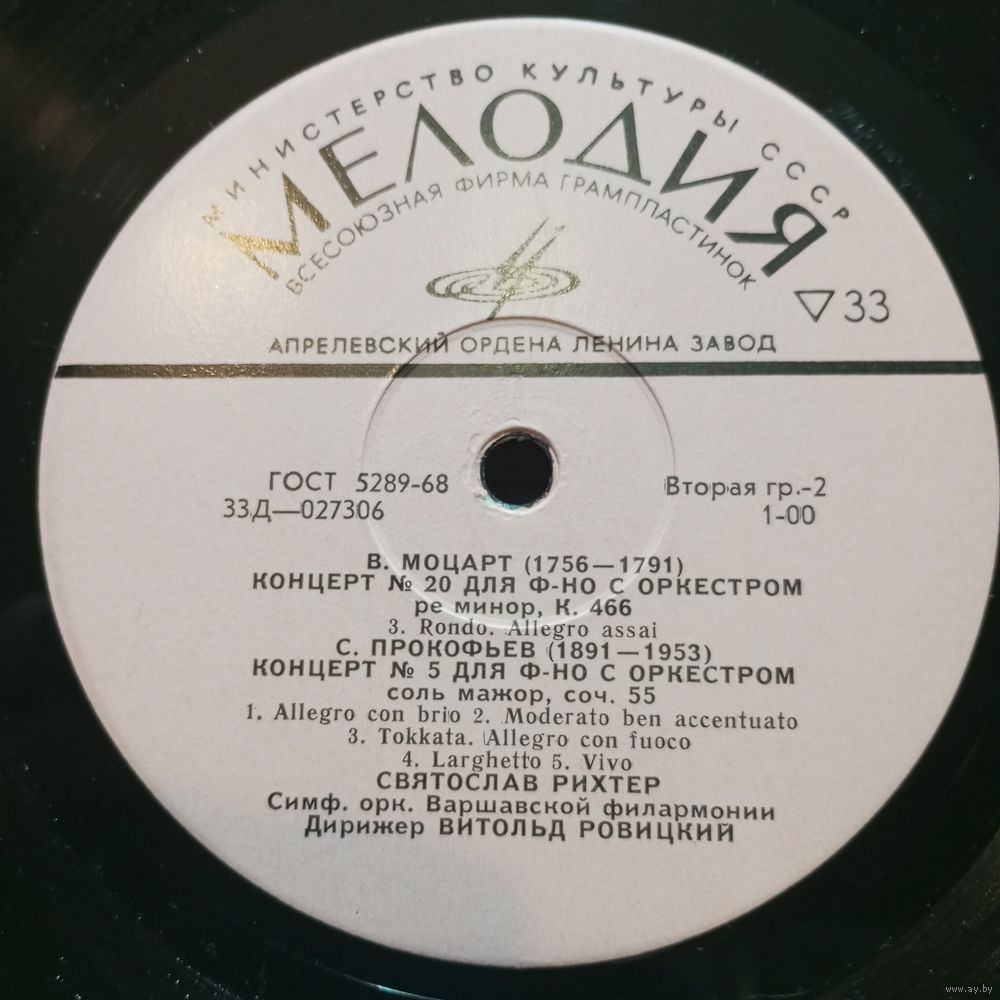 МИНИСТЕРСТВО КУЛЬТУРЫ СССР
МЕЛОДИЯ
ВСЕСОЮЗНАЯ ФИРМА ГРАМПЛАСТИНОК
▽33
АПРЕЛЕВСКИЙ ОРДЕНА ЛЕНИНА ЗАВОД
ГОСТ 5289-68
Вторая гр.-2
33Д—027306
1-00
В. МОЦАРТ (1756—1791)
КОНЦЕРТ № 20 ДЛЯ Ф-НО С ОРКЕСТРОМ
ре минор, К. 466
3. Rondo. Allegro assai
С. ПРОКОФЬЕВ (1891—1953)
КОНЦЕРТ № 5 ДЛЯ Ф-НО С ОРКЕСТРОМ
соль мажор, соч. 55
1. Allegro con brio 2. Moderato ben accentuato
3. Tokkata. Allegro con fuoco
4. Larghetto 5. Vivo
СВЯТОСЛАВ РИХТЕР
Симф. орк. Варшавской филармонии
Дирижер ВИТОЛЬД РОВИЦКИЙ
www.ay.by